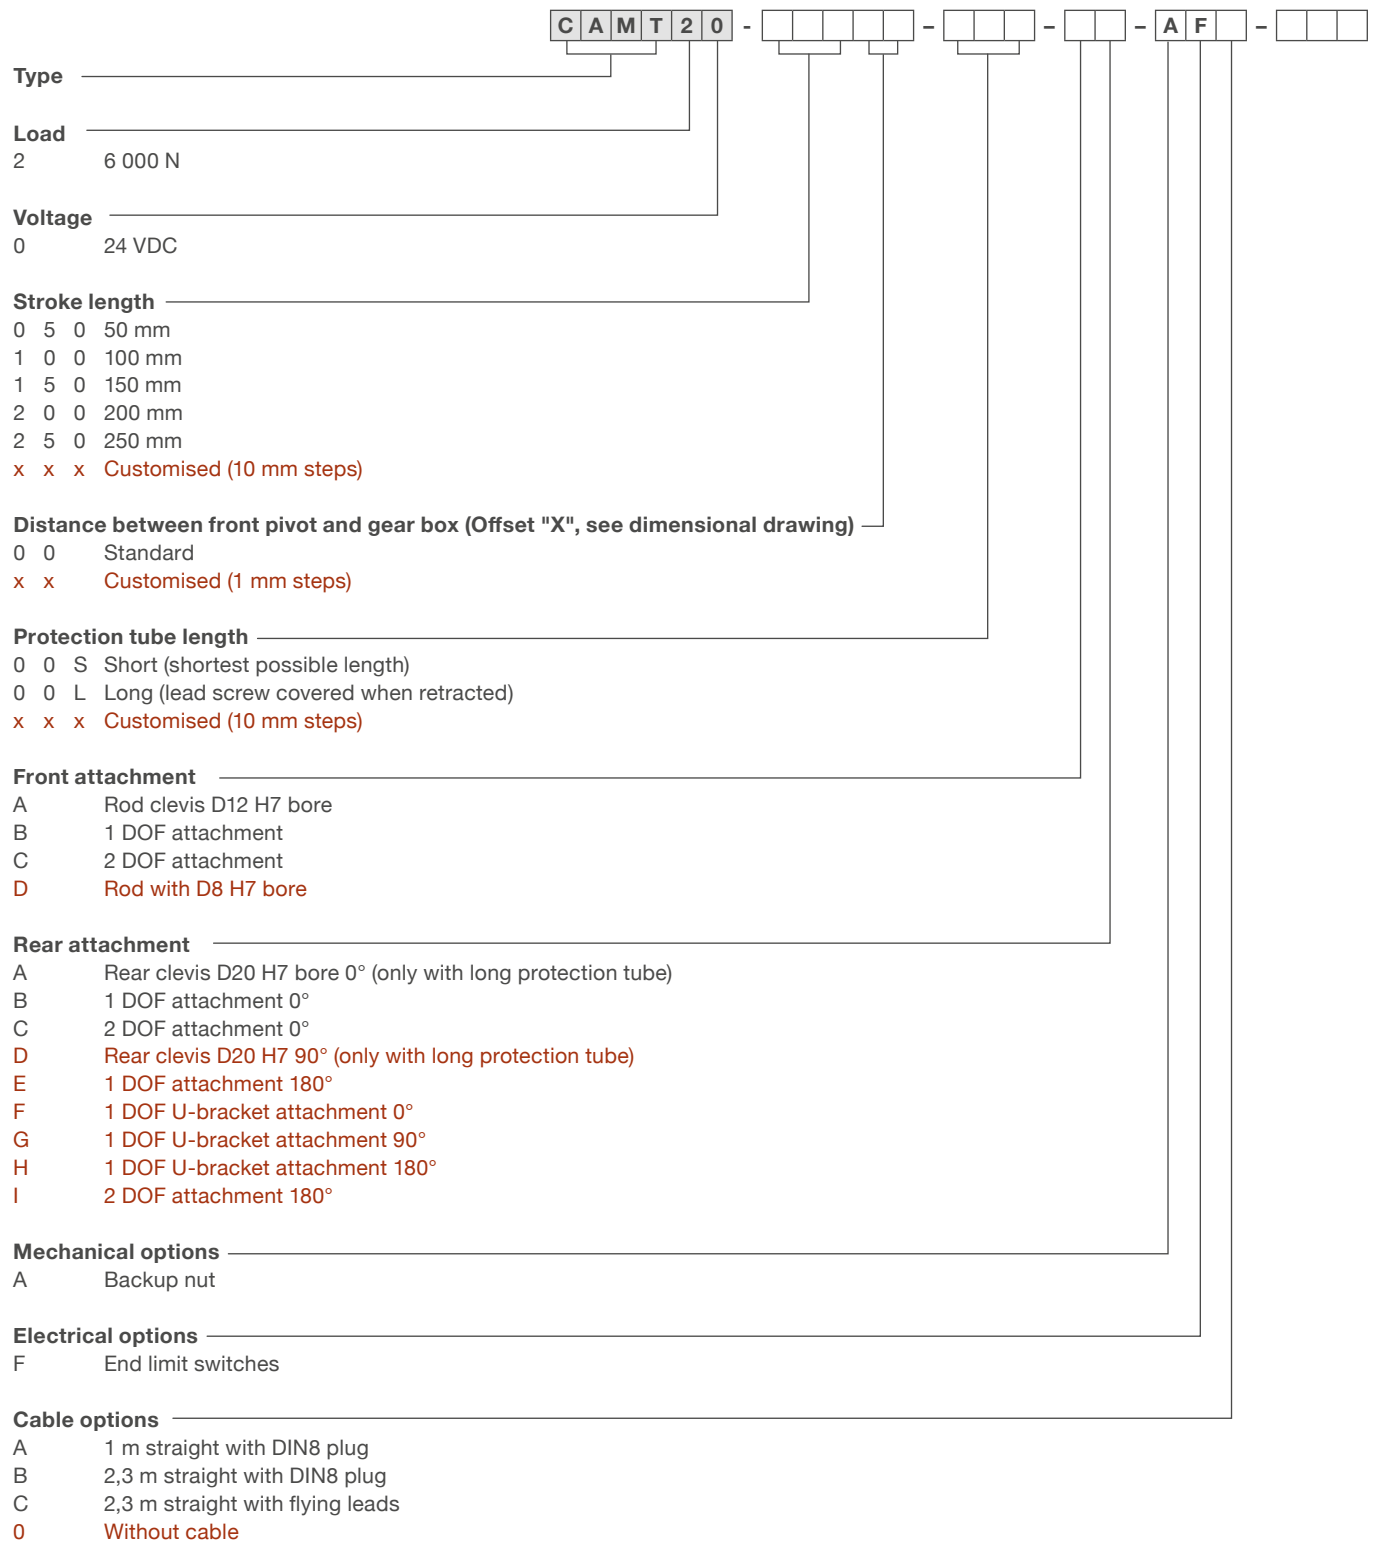 CAMT20 - – – – AF –
Type
Load
2 6 000 N
Voltage
0 24 VDC
Stroke length
0 5 0 50 mm
1 0 0 100 mm
1 5 0 150 mm
2 0 0 200 mm
2 5 0 250 mm
x x x Customised (10 mm steps)
Distance between front pivot and gear box (Offset "X", see dimensional drawing)
0 0 Standard
x x Customised (1 mm steps)
Protection tube length
0 0 S Short (shortest possible length)
0 0 L Long (lead screw covered when retracted)
x x x Customised (10 mm steps)
Front attachment
A Rod clevis D12 H7 bore
B 1 DOF attachment
C 2 DOF attachment
D Rod with D8 H7 bore
Rear attachment
A Rear clevis D20 H7 bore 0° (only with long protection tube)
B 1 DOF attachment 0°
C 2 DOF attachment 0°
D Rear clevis D20 H7 90° (only with long protection tube)
E 1 DOF attachment 180°
F 1 DOF U-bracket attachment 0°
G 1 DOF U-bracket attachment 90°
H 1 DOF U-bracket attachment 180°
I 2 DOF attachment 180°
Mechanical options
A Backup nut
Electrical options
F End limit switches
Cable options
A 1 m straight with DIN8 plug
B 2,3 m straight with DIN8 plug
C 2,3 m straight with flying leads
0 Without cable